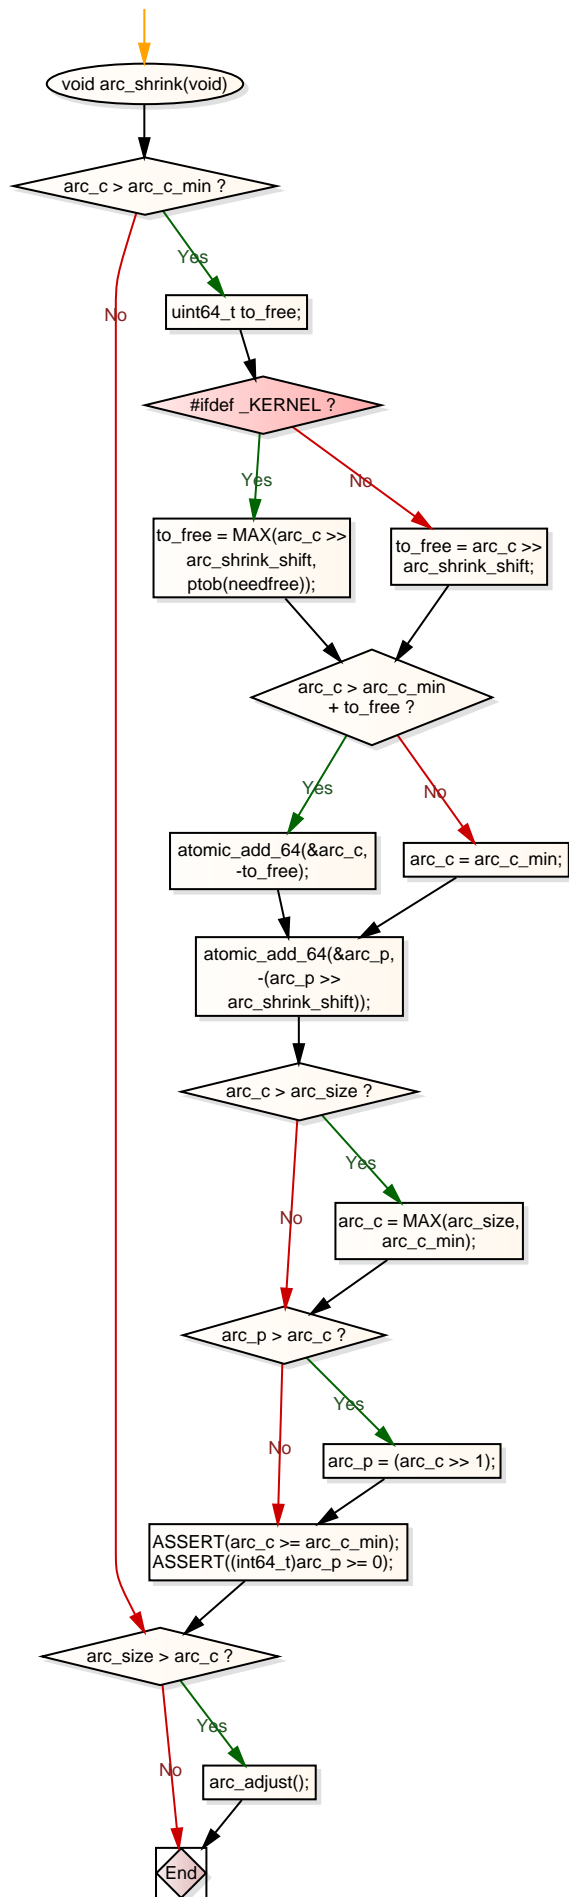 void arc_shrink(void)
arc_c > arc_c_min ?
Yes
No
uint64_t to_free;
#ifdef _KERNEL ?
Yes
No
to_free = MAX(arc_c >>
arc_shrink_shift,
ptob(needfree));
to_free = arc_c >>
arc_shrink_shift;
arc_c > arc_c_min
+ to_free ?
Yes
No
atomic_add_64(&arc_c,
-to_free);
arc_c = arc_c_min;
atomic_add_64(&arc_p,
-(arc_p >>
arc_shrink_shift));
arc_c > arc_size ?
Yes
No
arc_c = MAX(arc_size,
arc_c_min);
arc_p > arc_c ?
Yes
No
arc_p = (arc_c >> 1);
ASSERT(arc_c >= arc_c_min);
ASSERT((int64_t)arc_p >= 0);
arc_size > arc_c ?
Yes
No
arc_adjust();
End